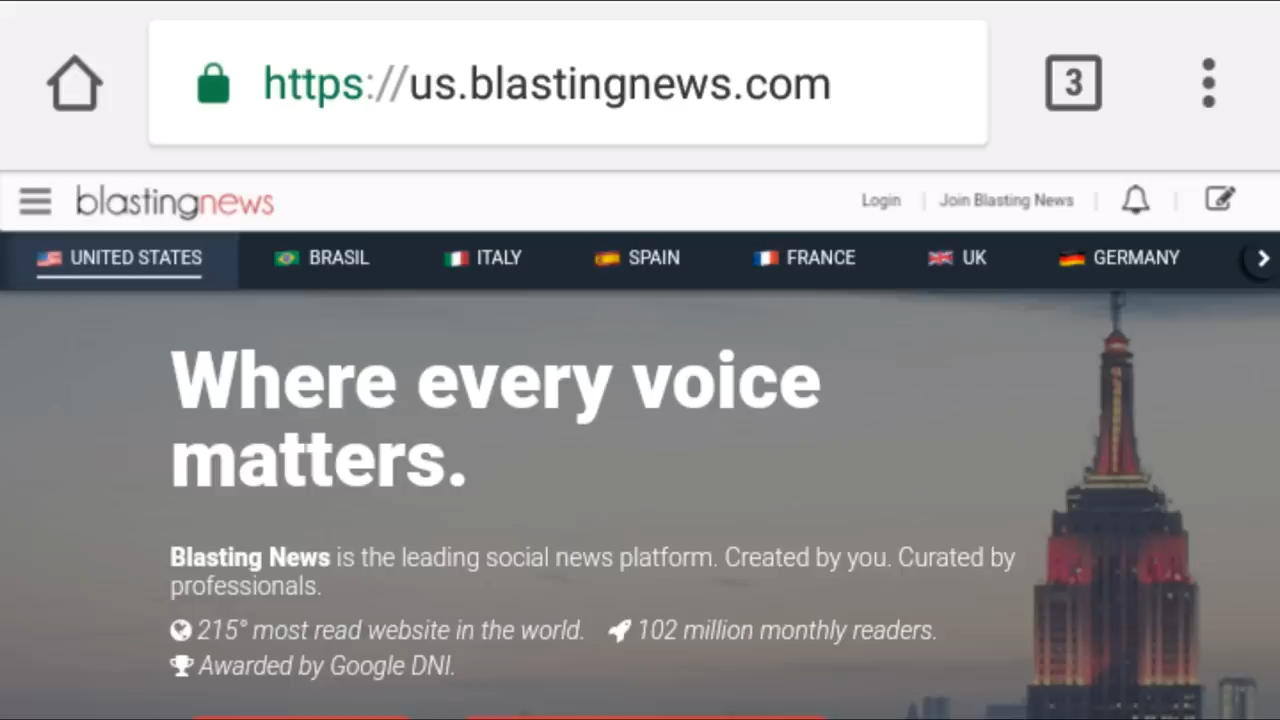 https://us.blastingnews.com
3
blastingnews
Login
Join Blasting News
UNITED STATES
BRASIL
ITALY
SPAIN
FRANCE
UK
GERMANY
Where every voice
matters.
Blasting News is the leading social news platform. Created by you. Curated by
professionals.
215° most read website in the world.
102 million monthly readers.
Awarded by Google DNI.